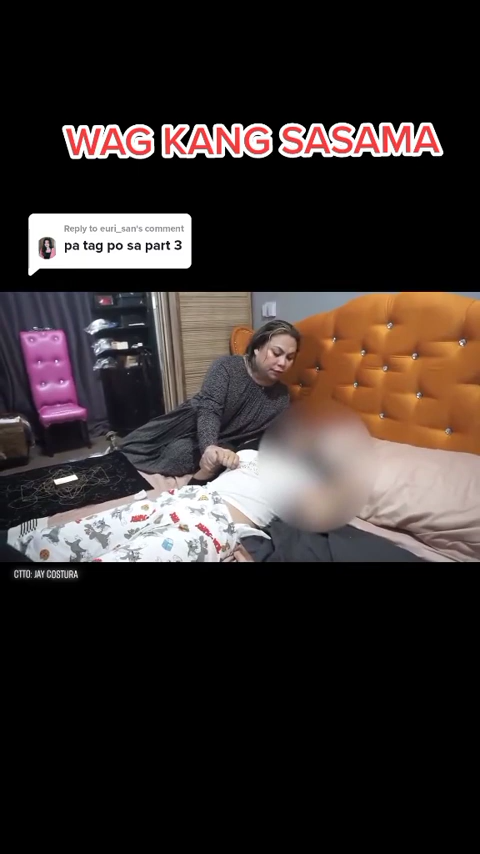 WAG KANG SASAMA
Reply to euri_san's comment
pa tag po sa part 3
CTTO: JAY COSTURA